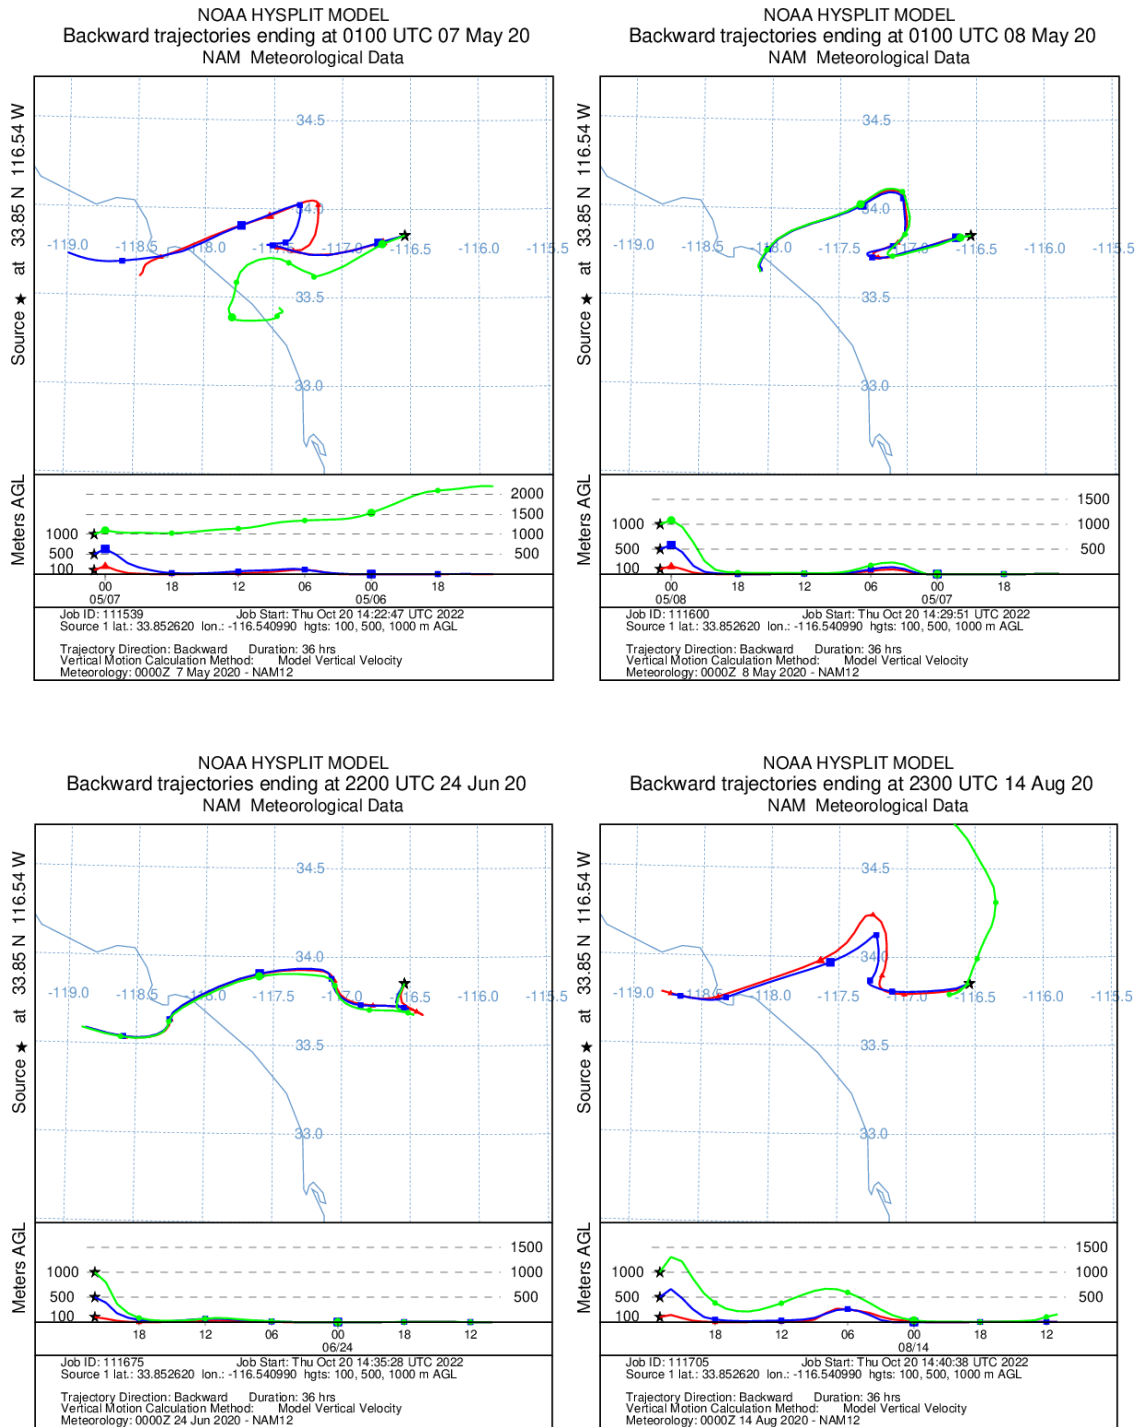 NOAA HYSPLIT MODEL
Backward trajectories ending at 0100 UTC 07 May 20
NAM Meteorological Data
Source ★ at 33.85 N 116.54 W
34.5
34.0
-119.0 -118.5 -118.0 -117.5 -117.0 -116.5 -116.0 -115.5
33.5
33.0
Meters AGL
2000
1500
1000 1000
500 500
100
00 18 12 06 00 18
05/07 05/06
Job ID: 111539 Job Start: Thu Oct 20 14:22:47 UTC 2022
Source 1 lat.: 33.852620 lon.: -116.540990 hgts: 100, 500, 1000 m AGL
Trajectory Direction: Backward Duration: 36 hrs
Vertical Motion Calculation Method: Model Vertical Velocity
Meteorology: 0000Z 7 May 2020 - NAM12
NOAA HYSPLIT MODEL
Backward trajectories ending at 0100 UTC 08 May 20
NAM Meteorological Data
Source ★ at 33.85 N 116.54 W
34.5
34.0
-119.0 -118.5 -118.0 -117.5 -117.0 -116.5 -116.0 -115.5
33.5
33.0
Meters AGL
1500
1000 1000
500 500
100
00 18 12 06 00 18
05/08 05/07
Job ID: 111600 Job Start: Thu Oct 20 14:29:51 UTC 2022
Source 1 lat.: 33.852620 lon.: -116.540990 hgts: 100, 500, 1000 m AGL
Trajectory Direction: Backward Duration: 36 hrs
Vertical Motion Calculation Method: Model Vertical Velocity
Meteorology: 0000Z 8 May 2020 - NAM12
NOAA HYSPLIT MODEL
Backward trajectories ending at 2200 UTC 24 Jun 20
NAM Meteorological Data
Source ★ at 33.85 N 116.54 W
34.5
34.0
-119.0 -118.5 -118.0 -117.5 -117.0 -116.5 -116.0 -115.5
33.5
33.0
Meters AGL
1500
1000 1000
500 500
100
18 12 06 00 18 12
06/24
Job ID: 111675 Job Start: Thu Oct 20 14:35:28 UTC 2022
Source 1 lat.: 33.852620 lon.: -116.540990 hgts: 100, 500, 1000 m AGL
Trajectory Direction: Backward Duration: 36 hrs
Vertical Motion Calculation Method: Model Vertical Velocity
Meteorology: 0000Z 24 Jun 2020 - NAM12
NOAA HYSPLIT MODEL
Backward trajectories ending at 2300 UTC 14 Aug 20
NAM Meteorological Data
Source ★ at 33.85 N 116.54 W
34.5
34.0
-119.0 -118.5 -118.0 -117.5 -117.0 -116.5 -116.0 -115.5
33.5
33.0
Meters AGL
1500
1000 1000
500 500
100
18 12 06 00 18 12
08/14
Job ID: 111705 Job Start: Thu Oct 20 14:40:38 UTC 2022
Source 1 lat.: 33.852620 lon.: -116.540990 hgts: 100, 500, 1000 m AGL
Trajectory Direction: Backward Duration: 36 hrs
Vertical Motion Calculation Method: Model Vertical Velocity
Meteorology: 0000Z 14 Aug 2020 - NAM12